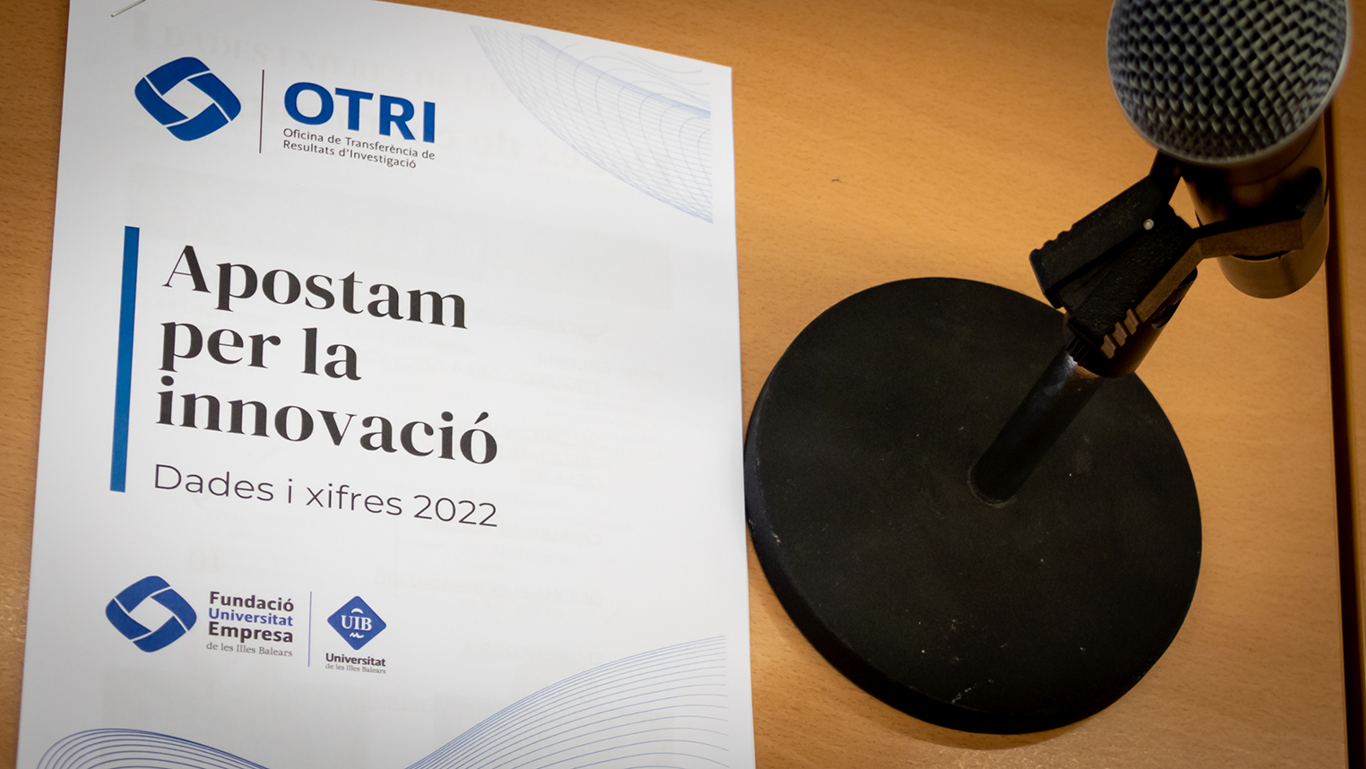 OTRI
Oficina de Transferència de
Resultats d'Investigació
Apostam
per la
innovació
Dades i xifres 2022
Fundació
Universitat
Empresa
de les Illes Balears
UIB
Universitat
de les Illes Balears